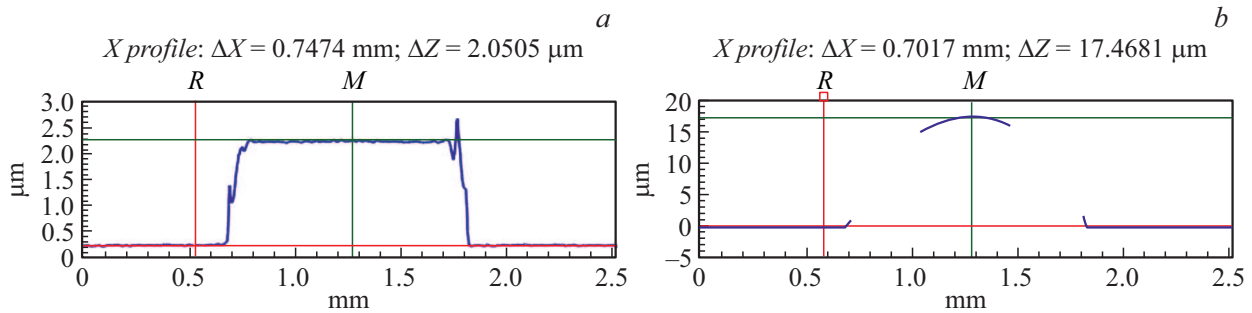 a
X profile: ΔX = 0.7474 mm; ΔZ = 2.0505 μm
R M
3.0
2.5
2.0
1.5
1.0
0.5
0
μm
0 0.5 1.0 1.5 2.0 2.5
mm
b
X profile: ΔX = 0.7017 mm; ΔZ = 17.4681 μm
R M
20
15
10
5
0
−5
μm
0 0.5 1.0 1.5 2.0 2.5
mm